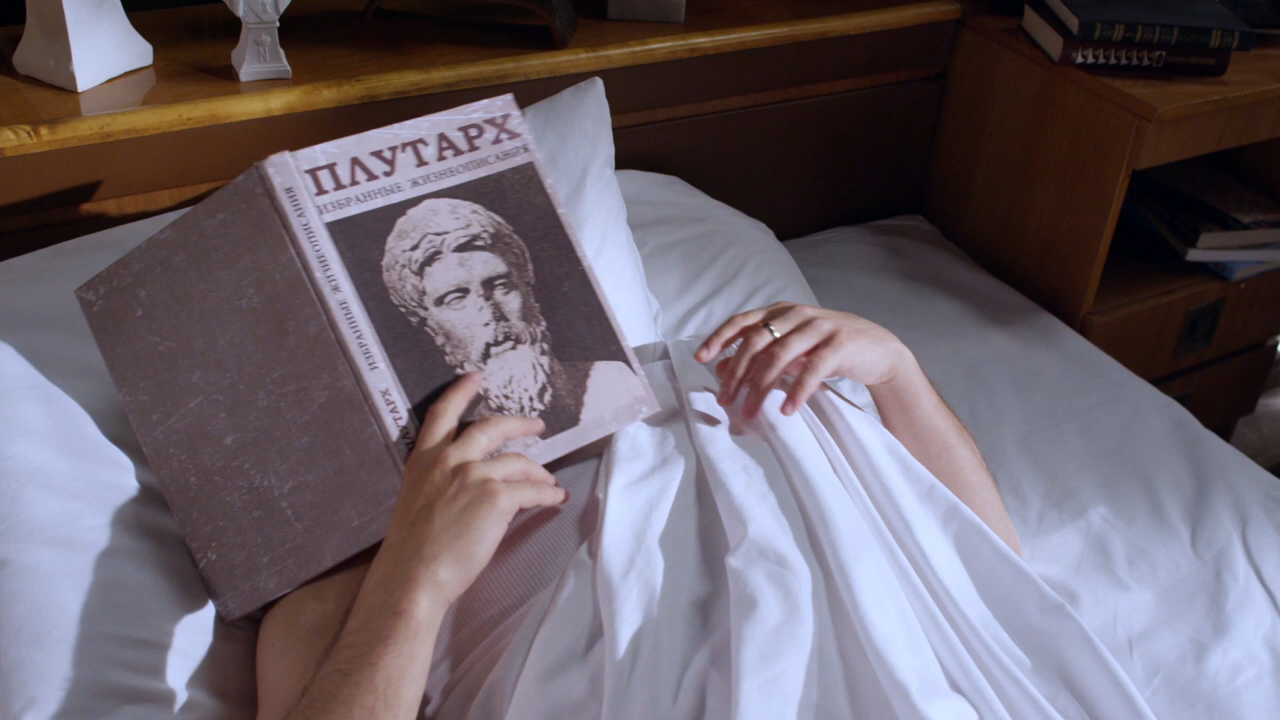 ПЛУТАРХ
ИЗБРАННЫЕ ЖИЗНЕОПИСАНИЯ
ПЛУТАРХ ИЗБРАННЫЕ ЖИЗНЕОПИСАНИЯ
N